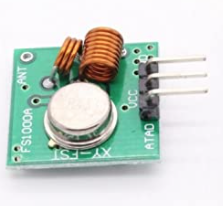 ANT
FS1000A
VCC
ATAD
XY-FST